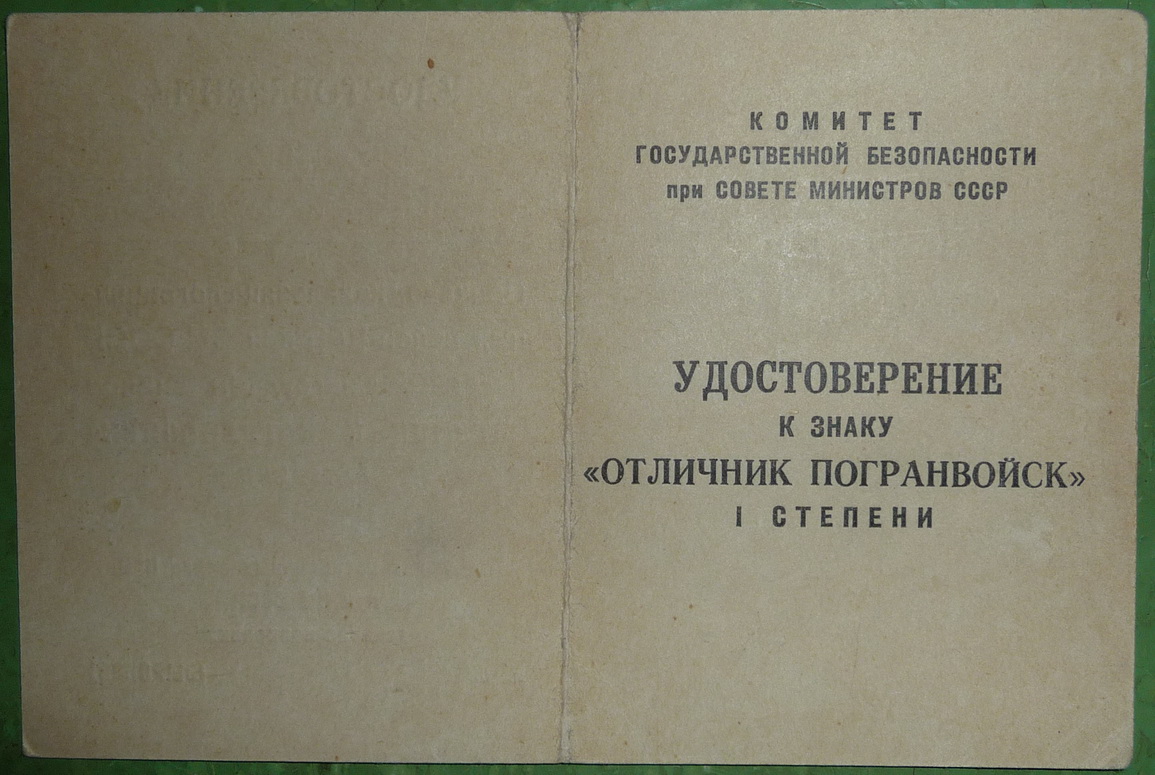 КОМИТЕТ
ГОСУДАРСТВЕННОЙ БЕЗОПАСНОСТИ
при СОВЕТЕ МИНИСТРОВ СССР
УДОСТОВЕРЕНИЕ
К ЗНАКУ
«ОТЛИЧНИК ПОГРАНВОЙСК»
I СТЕПЕНИ